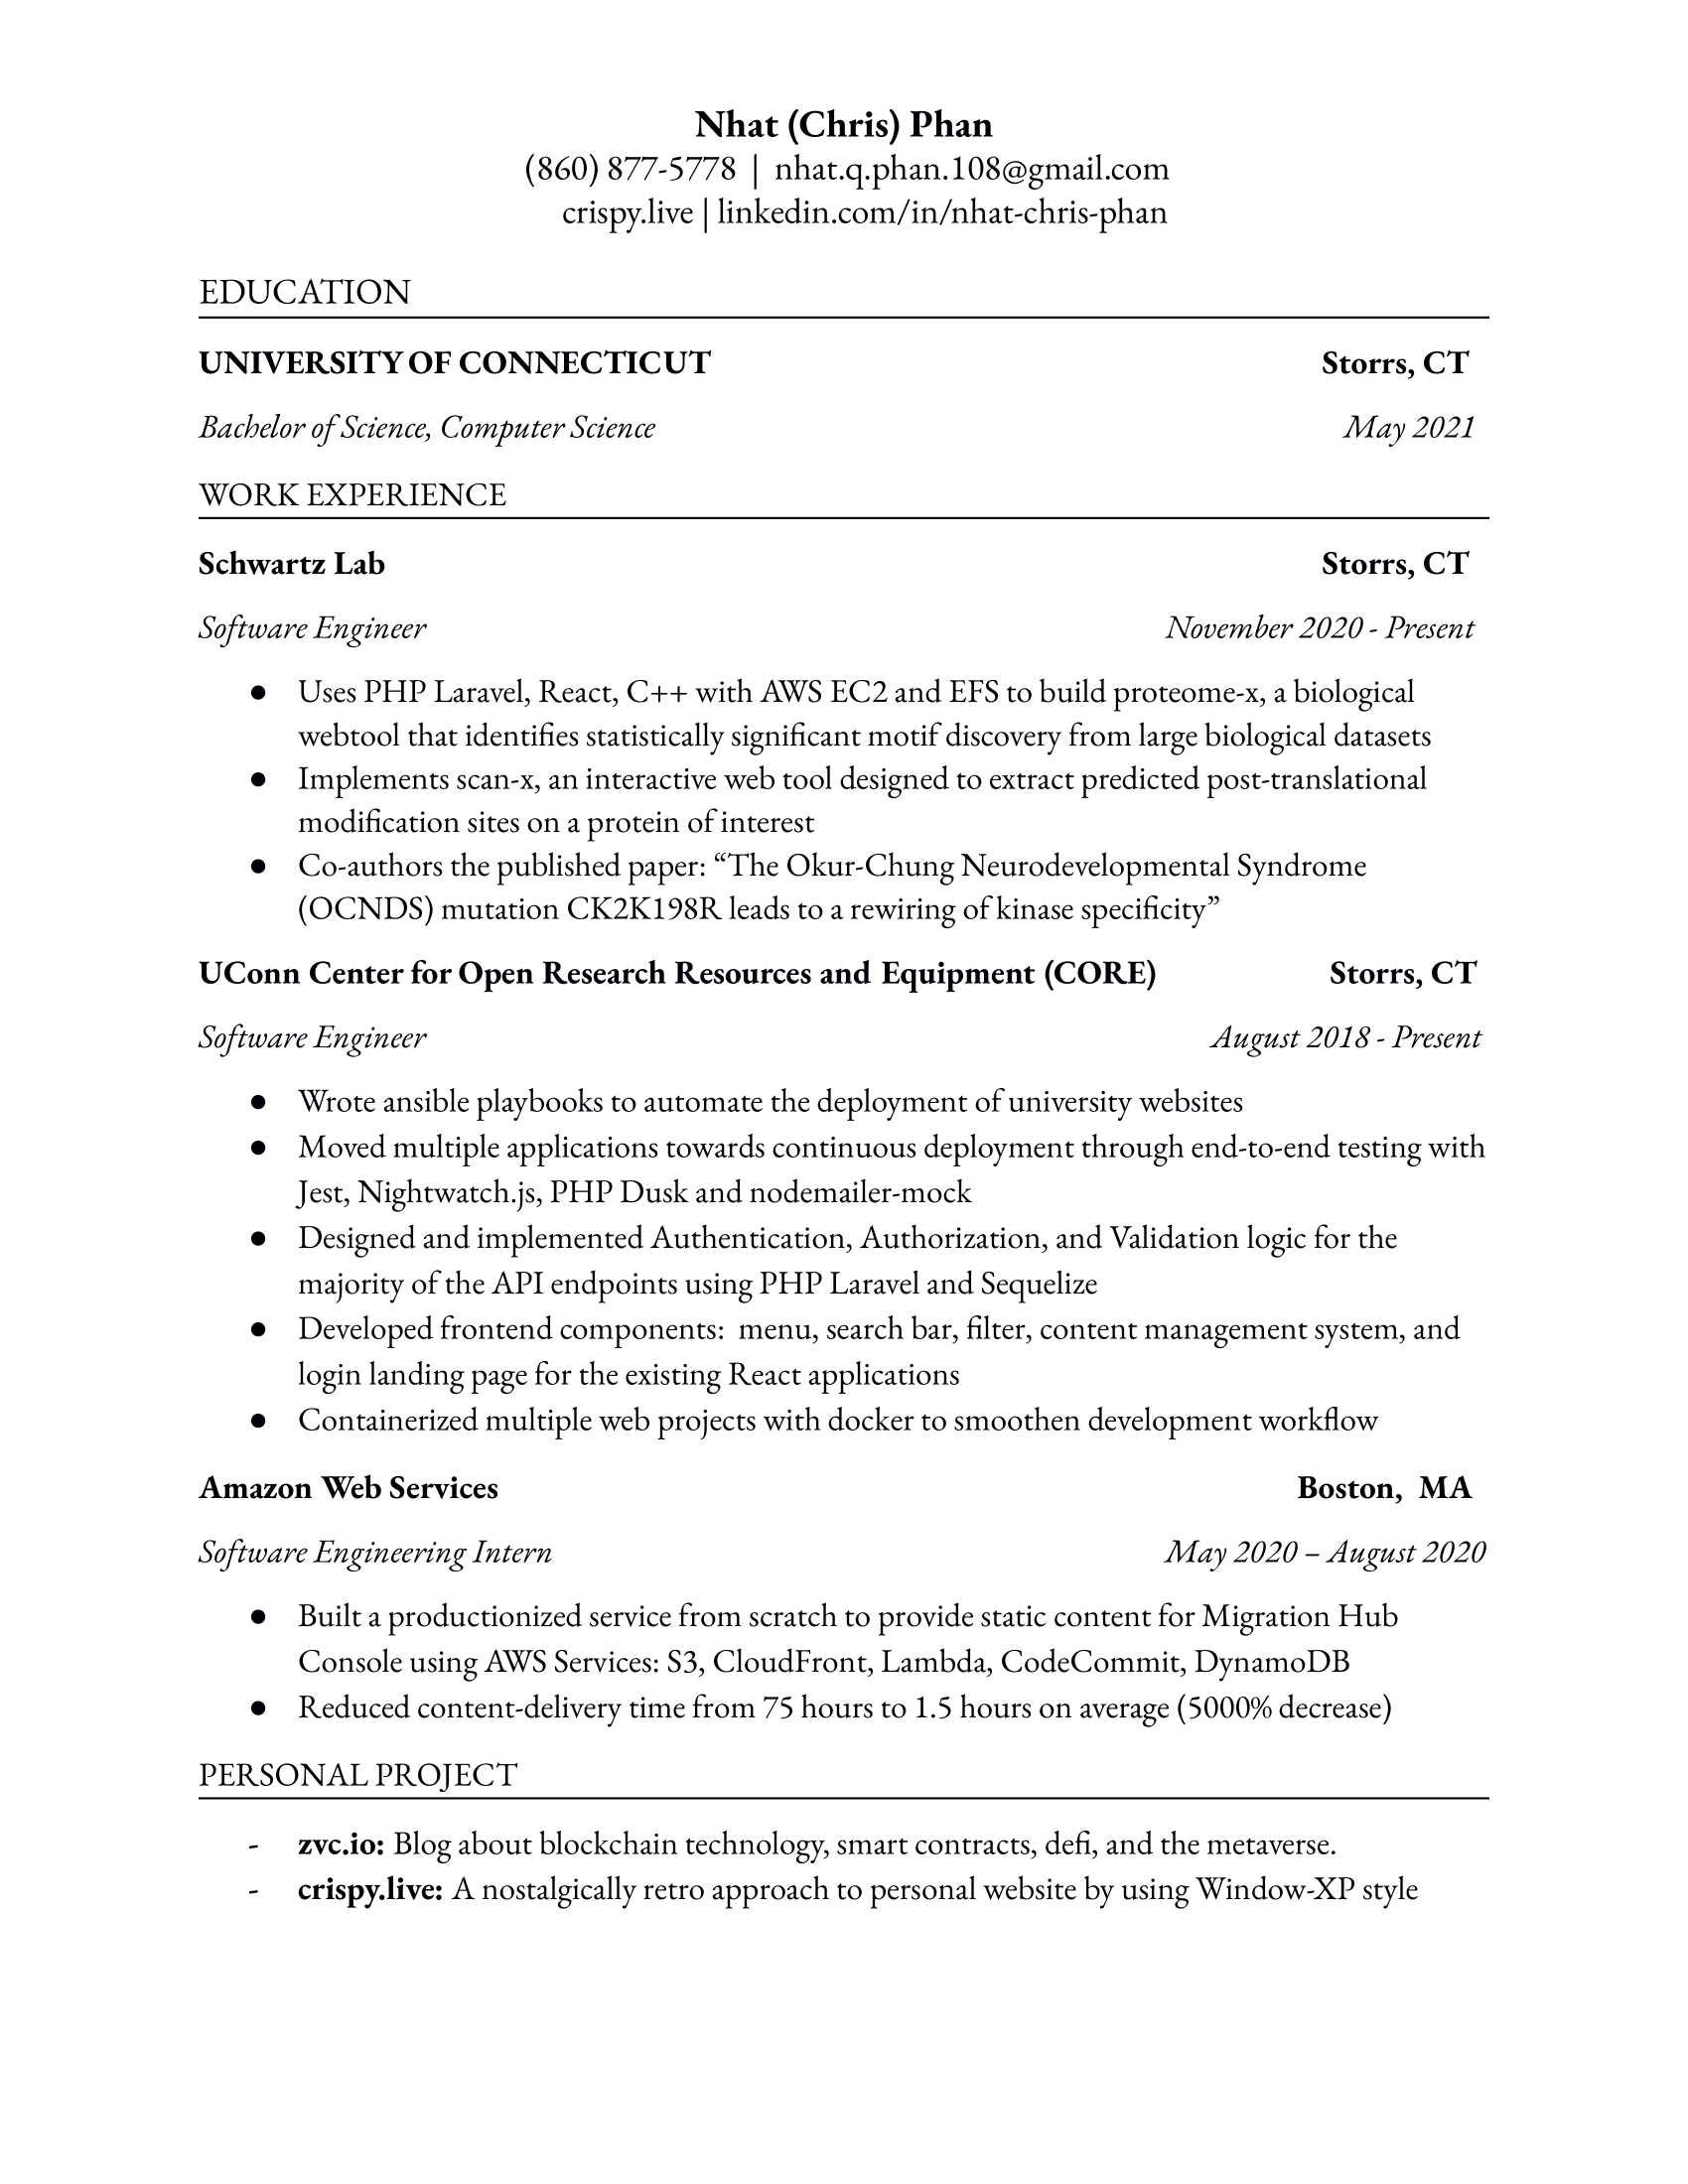 Nhat (Chris) Phan
(860) 877-5778 | nhat.q.phan.108@gmail.com
crispy.live | linkedin.com/in/nhat-chris-phan
EDUCATION
UNIVERSITY OF CONNECTICUT Storrs, CT
Bachelor of Science, Computer Science May 2021
WORK EXPERIENCE
Schwartz Lab Storrs, CT
Software Engineer November 2020 - Present
● Uses PHP Laravel, React, C++ with AWS EC2 and EFS to build proteome-x, a biological
webtool that identifies statistically significant motif discovery from large biological datasets
● Implements scan-x, an interactive web tool designed to extract predicted post-translational
modification sites on a protein of interest
● Co-authors the published paper: “The Okur-Chung Neurodevelopmental Syndrome
(OCNDS) mutation CK2K198R leads to a rewiring of kinase specificity”
UConn Center for Open Research Resources and Equipment (CORE) Storrs, CT
Software Engineer August 2018 - Present
● Wrote ansible playbooks to automate the deployment of university websites
● Moved multiple applications towards continuous deployment through end-to-end testing with
Jest, Nightwatch.js, PHP Dusk and nodemailer-mock
● Designed and implemented Authentication, Authorization, and Validation logic for the
majority of the API endpoints using PHP Laravel and Sequelize
● Developed frontend components: menu, search bar, filter, content management system, and
login landing page for the existing React applications
● Containerized multiple web projects with docker to smoothen development workflow
Amazon Web Services Boston, MA
Software Engineering Intern May 2020 – August 2020
● Built a productionized service from scratch to provide static content for Migration Hub
Console using AWS Services: S3, CloudFront, Lambda, CodeCommit, DynamoDB
● Reduced content-delivery time from 75 hours to 1.5 hours on average (5000% decrease)
PERSONAL PROJECT
- zvc.io: Blog about blockchain technology, smart contracts, defi, and the metaverse.
- crispy.live: A nostalgically retro approach to personal website by using Window-XP style